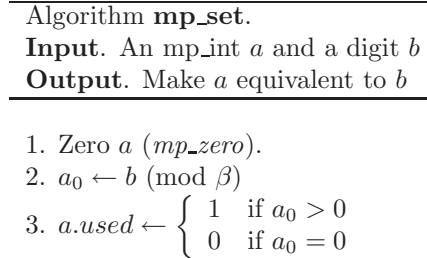 Algorithm mp_set.
Input. An mp_int a and a digit b
Output. Make a equivalent to b
1. Zero a (mp_zero).
2. a₀ ← b (mod β)
3. a.used ← { 1 if a₀ > 0
0 if a₀ = 0